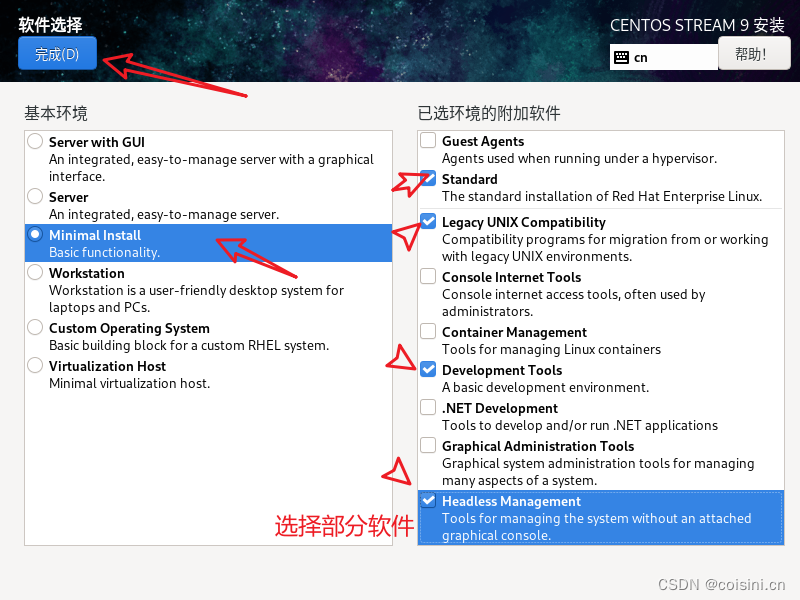 软件选择
CENTOS STREAM 9 安装
完成(D)
cn
帮助!
基本环境
Server with GUI
An integrated, easy-to-manage server with a graphical
interface.
Server
An integrated, easy-to-manage server.
Minimal Install
Basic functionality.
Workstation
Workstation is a user-friendly desktop system for
laptops and PCs.
Custom Operating System
Basic building block for a custom RHEL system.
Virtualization Host
Minimal virtualization host.
已选环境的附加软件
Guest Agents
Agents used when running under a hypervisor.
Standard
The standard installation of Red Hat Enterprise Linux.
Legacy UNIX Compatibility
Compatibility programs for migration from or working
with legacy UNIX environments.
Console Internet Tools
Console internet access tools, often used by
administrators.
Container Management
Tools for managing Linux containers
Development Tools
A basic development environment.
.NET Development
Tools to develop and/or run .NET applications
Graphical Administration Tools
Graphical system administration tools for managing
many aspects of a system.
Headless Management
Tools for managing the system without an attached
graphical console.
选择部分软件
CSDN @coisini.cn